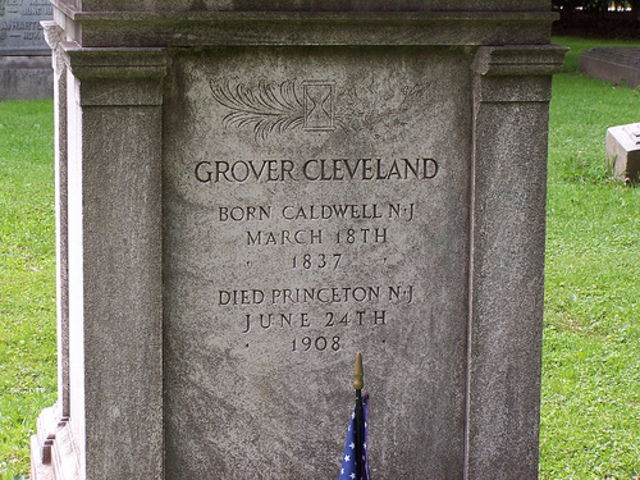 GROVER CLEVELAND
BORN CALDWELL N·J
MARCH 18TH
· 1837 ·
DIED PRINCETON N·J
JUNE 24TH
· 1908 ·